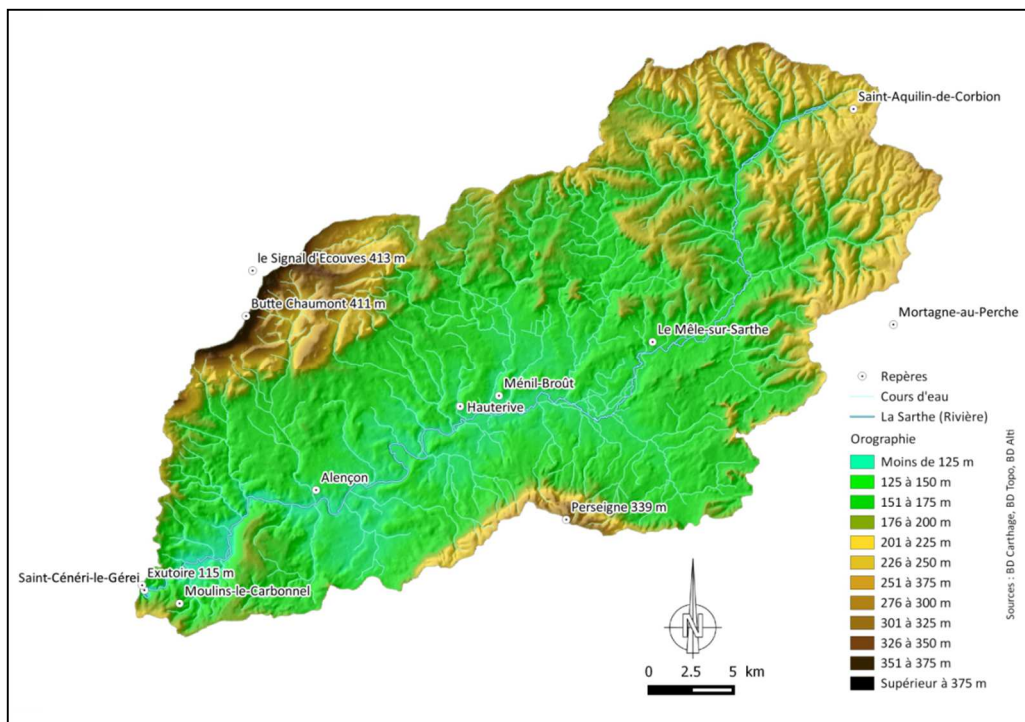 Saint-Aquilin-de-Corbion
le Signal d'Ecouves 413 m
Butte Chaumont 411 m
Mortagne-au-Perche
Le Mêle-sur-Sarthe
Ménil-Broût
Hauterive
Alençon
Perseigne 339 m
Saint-Cénéri-le-Gérei
Exutoire 115 m
Moulins-le-Carbonnel
N
0 2.5 5 km
Repères
Cours d'eau
La Sarthe (Rivière)
Orographie
Moins de 125 m
125 à 150 m
151 à 175 m
176 à 200 m
201 à 225 m
226 à 250 m
251 à 375 m
276 à 300 m
301 à 325 m
326 à 350 m
351 à 375 m
Supérieur à 375 m
Sources : BD Carthage, BD Topo, BD Alti